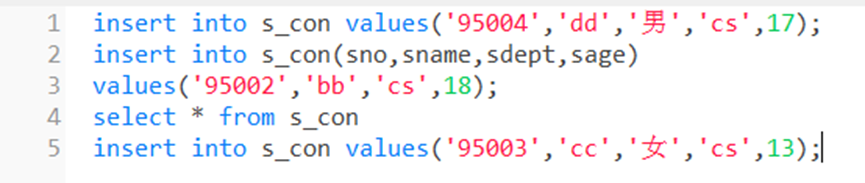 1 insert into s_con values('95004','dd','男','cs',17);
2 insert into s_con(sno,sname,sdept,sage)
3 values('95002','bb','cs',18);
4 select * from s_con
5 insert into s_con values('95003','cc','女','cs',13);